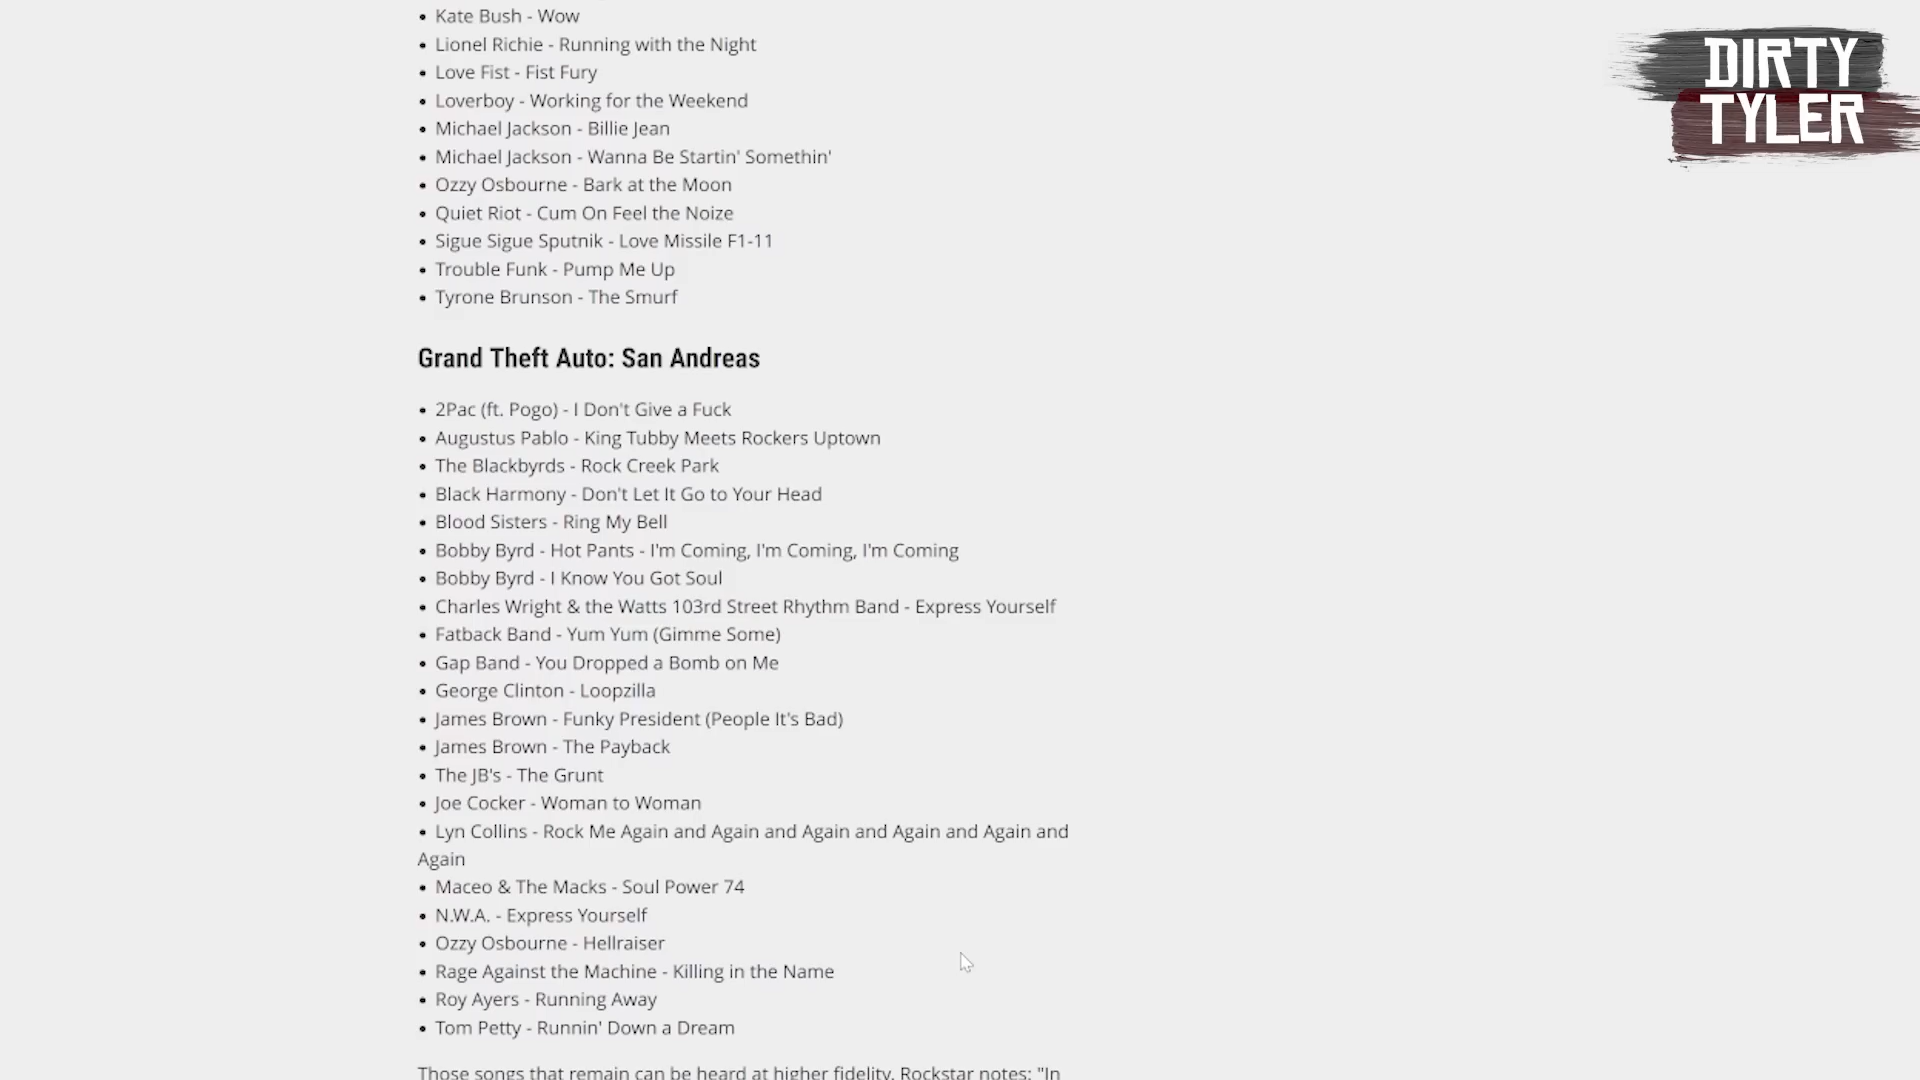 • Kate Bush - Wow
• Lionel Richie - Running with the Night
• Love Fist - Fist Fury
• Loverboy - Working for the Weekend
• Michael Jackson - Billie Jean
• Michael Jackson - Wanna Be Startin' Somethin'
• Ozzy Osbourne - Bark at the Moon
• Quiet Riot - Cum On Feel the Noize
• Sigue Sigue Sputnik - Love Missile F1-11
• Trouble Funk - Pump Me Up
• Tyrone Brunson - The Smurf
Grand Theft Auto: San Andreas
• 2Pac (ft. Pogo) - I Don't Give a Fuck
• Augustus Pablo - King Tubby Meets Rockers Uptown
• The Blackbyrds - Rock Creek Park
• Black Harmony - Don't Let It Go to Your Head
• Blood Sisters - Ring My Bell
• Bobby Byrd - Hot Pants - I'm Coming, I'm Coming, I'm Coming
• Bobby Byrd - I Know You Got Soul
• Charles Wright & the Watts 103rd Street Rhythm Band - Express Yourself
• Fatback Band - Yum Yum (Gimme Some)
• Gap Band - You Dropped a Bomb on Me
• George Clinton - Loopzilla
• James Brown - Funky President (People It's Bad)
• James Brown - The Payback
• The JB's - The Grunt
• Joe Cocker - Woman to Woman
• Lyn Collins - Rock Me Again and Again and Again and Again and Again and
Again
• Maceo & The Macks - Soul Power 74
• N.W.A. - Express Yourself
• Ozzy Osbourne - Hellraiser
• Rage Against the Machine - Killing in the Name
• Roy Ayers - Running Away
• Tom Petty - Runnin' Down a Dream
Those songs that remain can be heard at higher fidelity. Rockstar notes: "In
DIRTY
TYLER